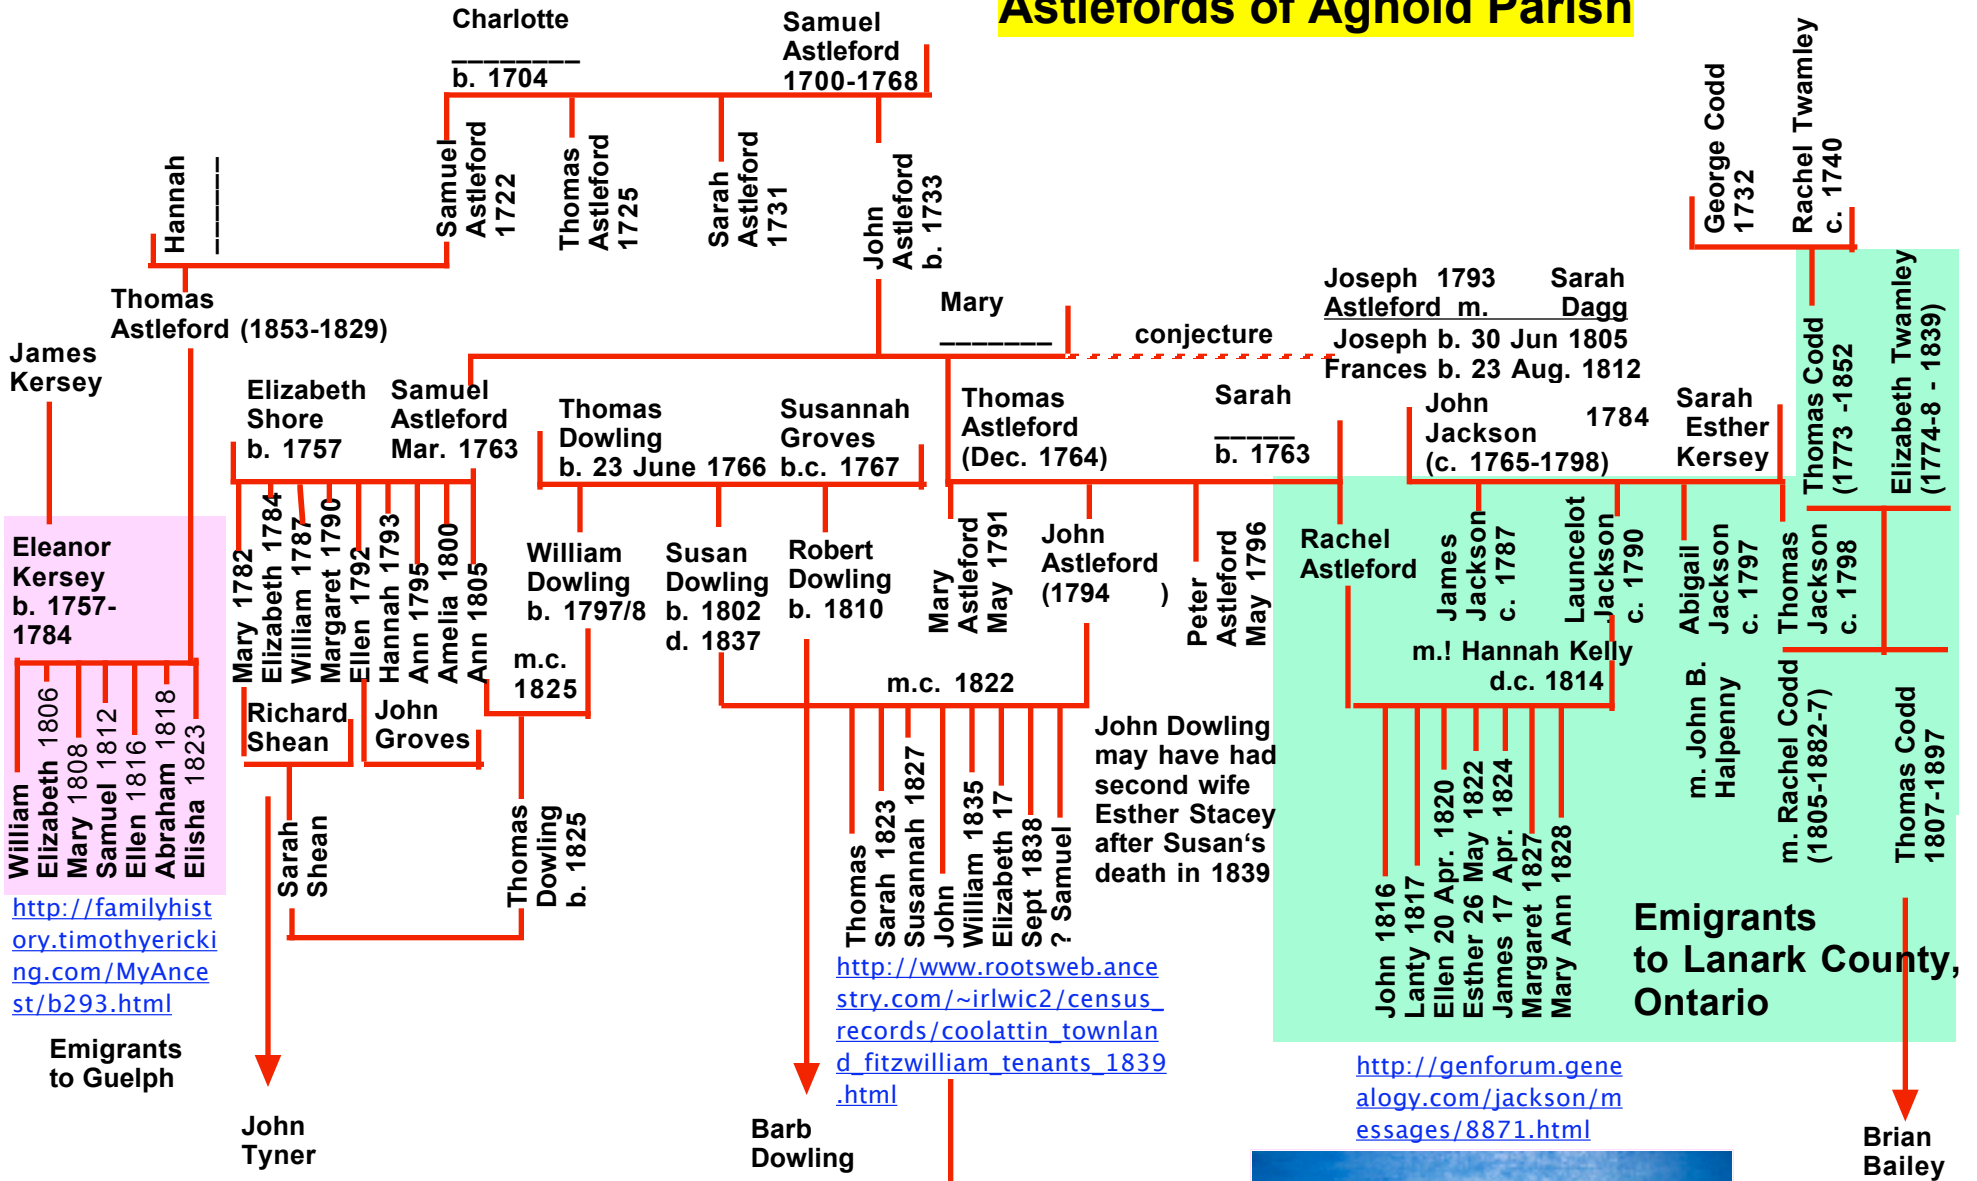 Astlefords of Aghold Parish
Charlotte
________
b. 1704
Samuel
Astleford
1700-1768
Samuel
Astleford
1722
Thomas
Astleford
1725
Sarah
Astleford
1731
John
Astleford
b. 1733
Hannah
______
George Codd
1732
Rachel Twamley
c. 1740
Thomas
Astleford (1853-1829)
Mary
_______
conjecture
Joseph 1793 Sarah
Astleford m. Dagg
Joseph b. 30 Jun 1805
Frances b. 23 Aug. 1812
Thomas Codd
(1773 -1852
Elizabeth Twamley
(1774-8 - 1839)
James
Kersey
Elizabeth
Shore
b. 1757
Samuel
Astleford
Mar. 1763
Thomas
Dowling
b. 23 June 1766
Susannah
Groves
b.c. 1767
Thomas
Astleford
(Dec. 1764)
Sarah
_____
b. 1763
John
Jackson
(c. 1765-1798)
1784
Sarah
Esther
Kersey
Eleanor
Kersey
b. 1757-
1784
Mary 1782
Elizabeth 1784
William 1787
Margaret 1790
Ellen 1792
Hannah 1793
Ann 1795
Amelia 1800
Ann 1805
William
Dowling
b. 1797/8
Susan
Dowling
b. 1802
d. 1837
Robert
Dowling
b. 1810
Mary
Astleford
May 1791
John
Astleford
(1794 )
Peter
Astleford
May 1796
Rachel
Astleford
James
Jackson
c. 1787
Launcelot
Jackson
c. 1790
Abigail
Jackson
c. 1797
Thomas
Jackson
c. 1798
m.c.
1825
m.c. 1822
m.! Hannah Kelly
d.c. 1814
m. John B.
Halpenny
m. Rachel Codd
(1805-1882-7)
Thomas Codd
1807-1897
William
Elizabeth 1806
Mary 1808
Samuel 1812
Ellen 1816
Abraham 1818
Elisha 1823
Richard
Shean
John
Groves
Sarah
Shean
Thomas
Dowling
b. 1825
Thomas
Sarah 1823
Susannah 1827
John
William 1835
Elizabeth 17
Sept 1838
? Samuel
John Dowling
may have had
second wife
Esther Stacey
after Susan‘s
death in 1839
John 1816
Lanty 1817
Ellen 20 Apr. 1820
Esther 26 May 1822
James 17 Apr. 1824
Margaret 1827
Mary Ann 1828
Emigrants
to Lanark County,
Ontario
http://familyhist
ory.timothyericki
ng.com/MyAnce
st/b293.html
http://www.rootsweb.ance
stry.com/~irlwic2/census_
records/coolattin_townlan
d_fitzwilliam_tenants_1839
.html
http://genforum.gene
alogy.com/jackson/m
essages/8871.html
Emigrants
to Guelph
John
Tyner
Barb
Dowling
Brian
Bailey